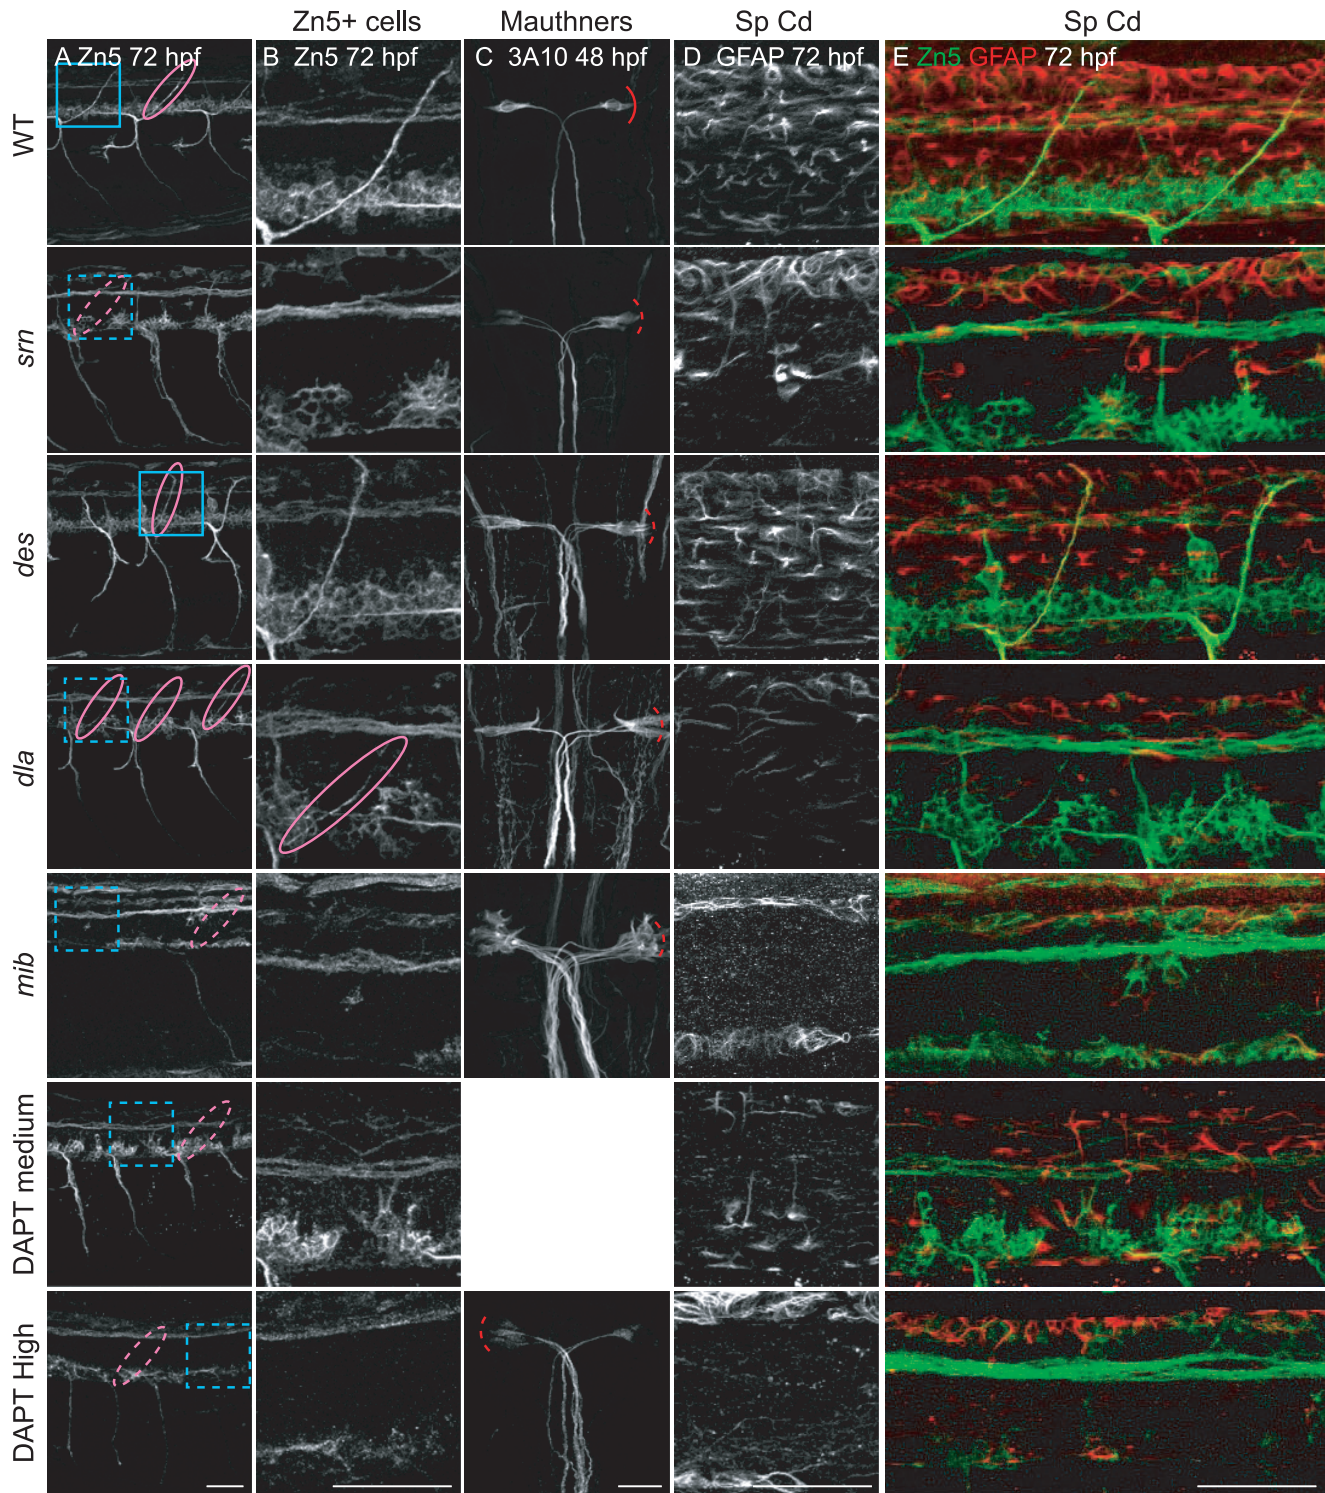 Zn5+ cells Mauthners Sp Cd Sp Cd
A Zn5 72 hpf B Zn5 72 hpf C 3A10 48 hpf D GFAP 72 hpf E Zn5 GFAP 72 hpf
WT
srn
des
dla
mib
DAPT medium
DAPT High